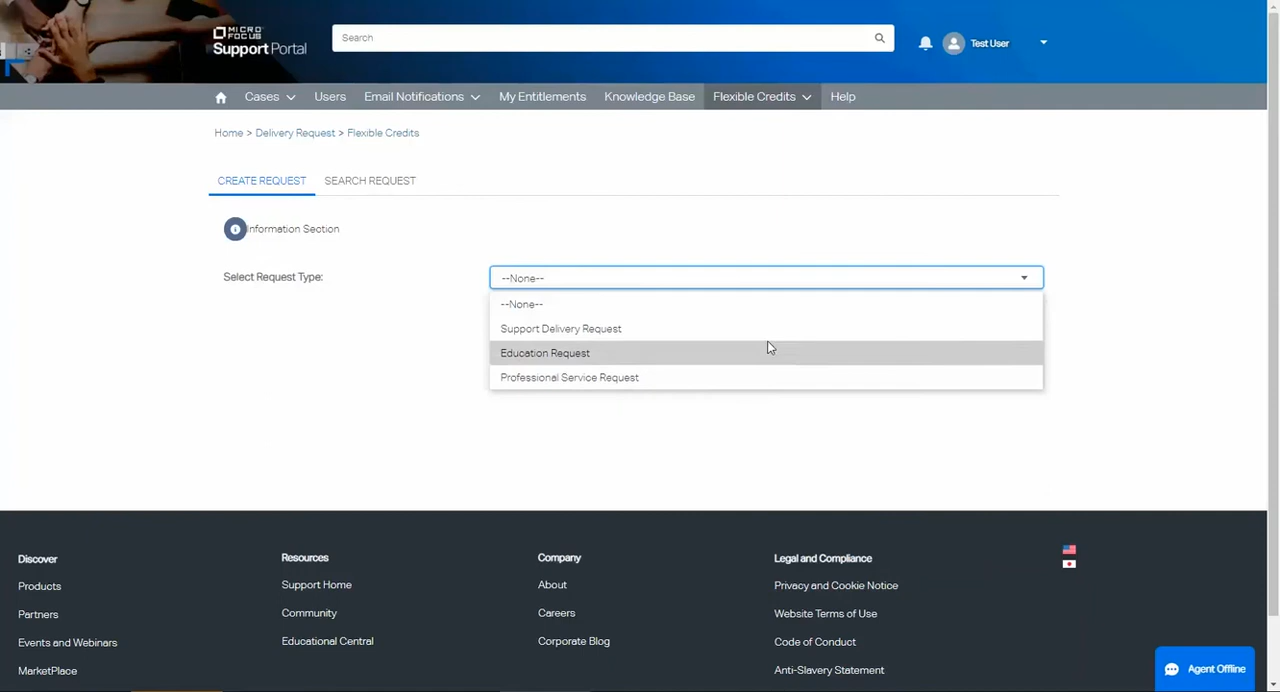 MICRO
FOCUS
Support Portal
Search
Test User
Cases
Users
Email Notifications
My Entitlements
Knowledge Base
Flexible Credits
Help
Home > Delivery Request > Flexible Credits
CREATE REQUEST
SEARCH REQUEST
Information Section
Select Request Type:
--None--
--None--
Support Delivery Request
Education Request
Professional Service Request
Discover
Products
Partners
Events and Webinars
MarketPlace
Resources
Support Home
Community
Educational Central
Company
About
Careers
Corporate Blog
Legal and Compliance
Privacy and Cookie Notice
Website Terms of Use
Code of Conduct
Anti-Slavery Statement
Agent Offline